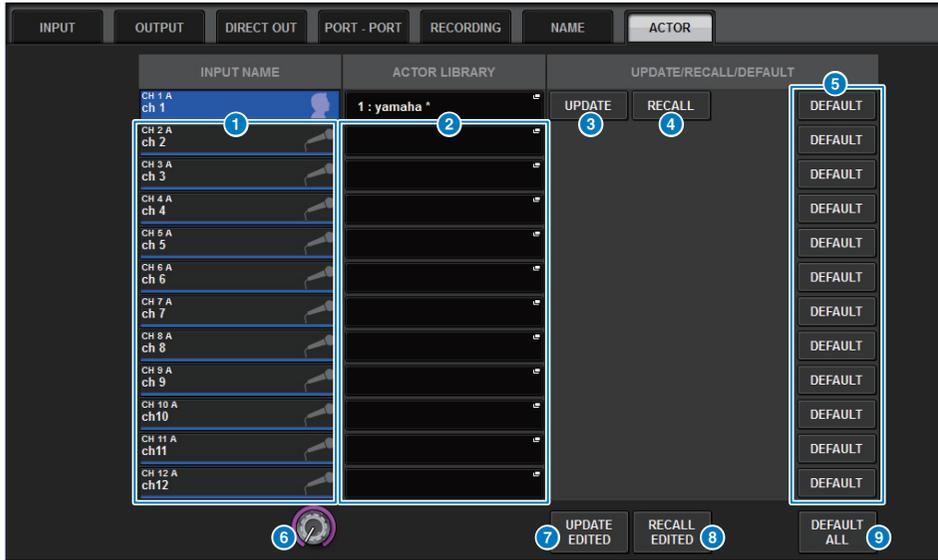 INPUT OUTPUT DIRECT OUT PORT - PORT RECORDING NAME ACTOR
INPUT NAME ACTOR LIBRARY UPDATE/RECALL/DEFAULT
5
CH 1 A
ch 1 1 : yamaha * UPDATE RECALL DEFAULT
1 2 3 4
CH 2 A
ch 2 DEFAULT
CH 3 A
ch 3 DEFAULT
CH 4 A
ch 4 DEFAULT
CH 5 A
ch 5 DEFAULT
CH 6 A
ch 6 DEFAULT
CH 7 A
ch 7 DEFAULT
CH 8 A
ch 8 DEFAULT
CH 9 A
ch 9 DEFAULT
CH 10 A
ch10 DEFAULT
CH 11 A
ch11 DEFAULT
CH 12 A
ch12 DEFAULT
6 7 UPDATE EDITED RECALL EDITED 8 DEFAULT ALL 9